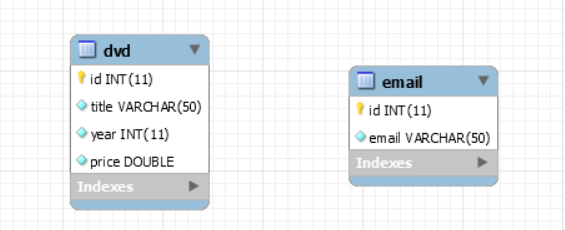 dvd
id INT(11)
title VARCHAR(50)
year INT(11)
price DOUBLE
Indexes
email
id INT(11)
email VARCHAR(50)
Indexes